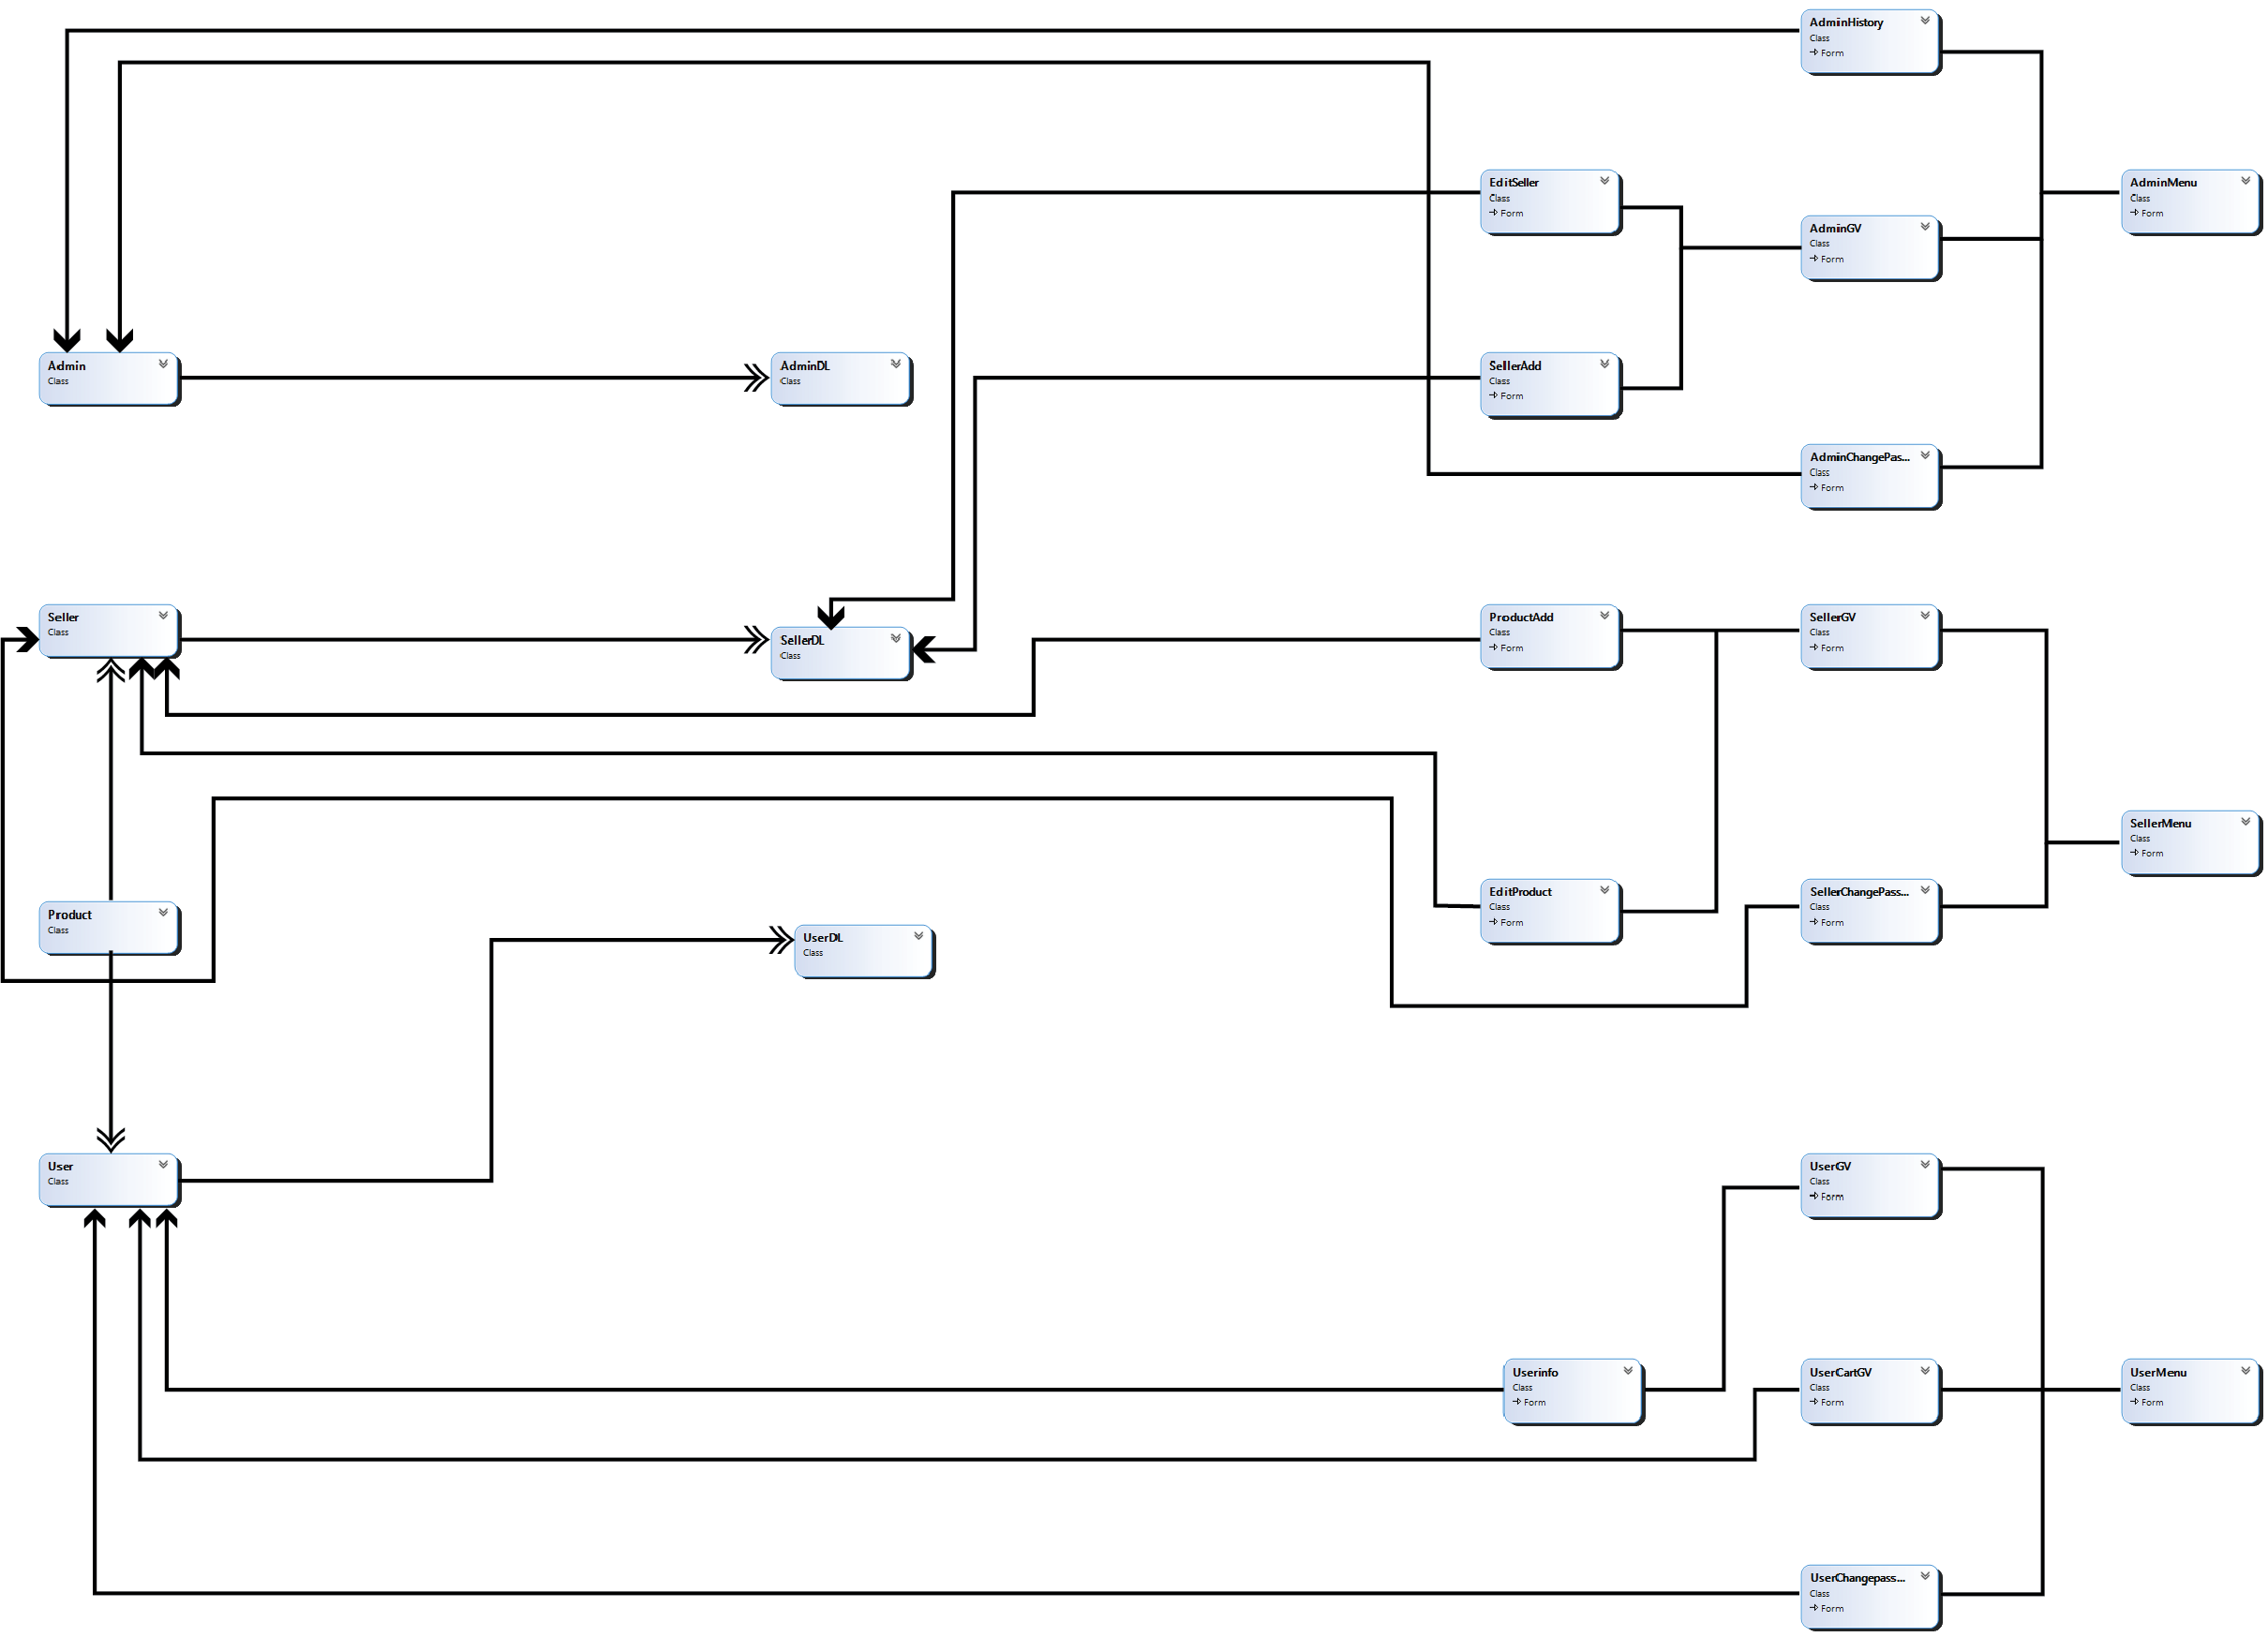 AdminHistory
Class
Form
EditSeller
Class
Form
AdminMenu
Class
Form
AdminGV
Class
Form
Admin
Class
AdminDL
Class
SellerAdd
Class
Form
AdminChangePas...
Class
Form
Seller
Class
SellerDL
Class
ProductAdd
Class
Form
SellerGV
Class
Form
SellerMenu
Class
Form
Product
Class
UserDL
Class
EditProduct
Class
Form
SellerChangePass...
Class
Form
User
Class
UserGV
Class
Form
Userinfo
Class
Form
UserCartGV
Class
Form
UserMenu
Class
Form
UserChangepass...
Class
Form